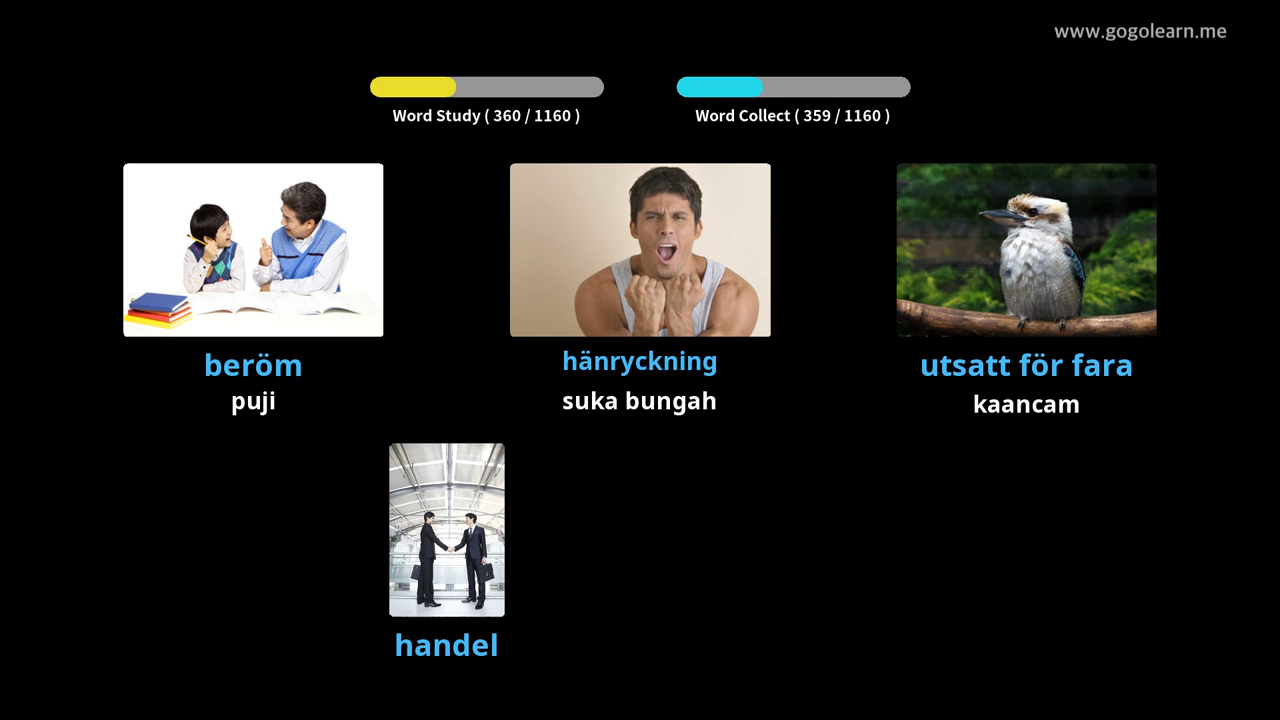 www.gogolearn.me
Word Study ( 360 / 1160 )
Word Collect ( 359 / 1160 )
beröm
puji
hänryckning
suka bungah
utsatt för fara
kaancam
handel